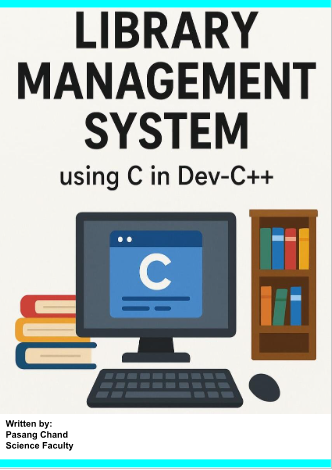 LIBRARY
MANAGEMENT
SYSTEM
using C in Dev-C++
C
Written by:
Pasang Chand
Science Faculty